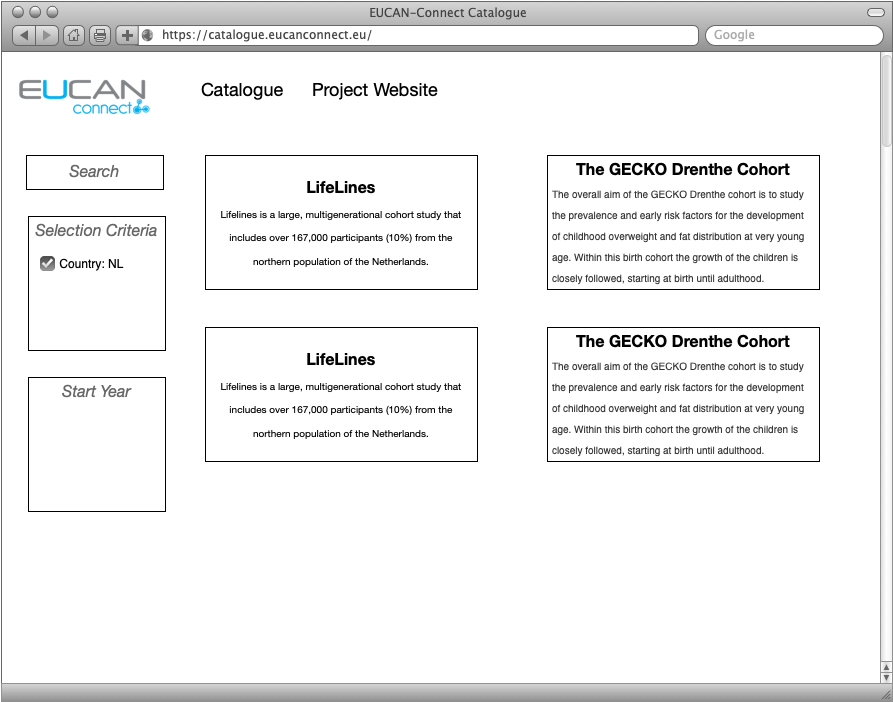 EUCAN-Connect Catalogue
https://catalogue.eucanconnect.eu/
Google
EUCAN
connect
Catalogue
Project Website
Search
Selection Criteria
Country: NL
Start Year
LifeLines
Lifelines is a large, multigenerational cohort study that
includes over 167,000 participants (10%) from the
northern population of the Netherlands.
The GECKO Drenthe Cohort
The overall aim of the GECKO Drenthe cohort is to study
the prevalence and early risk factors for the development
of childhood overweight and fat distribution at very young
age. Within this birth cohort the growth of the children is
closely followed, starting at birth until adulthood.
LifeLines
Lifelines is a large, multigenerational cohort study that
includes over 167,000 participants (10%) from the
northern population of the Netherlands.
The GECKO Drenthe Cohort
The overall aim of the GECKO Drenthe cohort is to study
the prevalence and early risk factors for the development
of childhood overweight and fat distribution at very young
age. Within this birth cohort the growth of the children is
closely followed, starting at birth until adulthood.